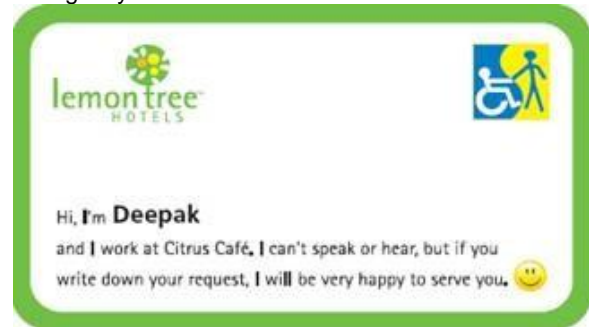 lemon tree™
HOTELS
Hi, I'm Deepak
and I work at Citrus Café. I can't speak or hear, but if you
write down your request, I will be very happy to serve you.